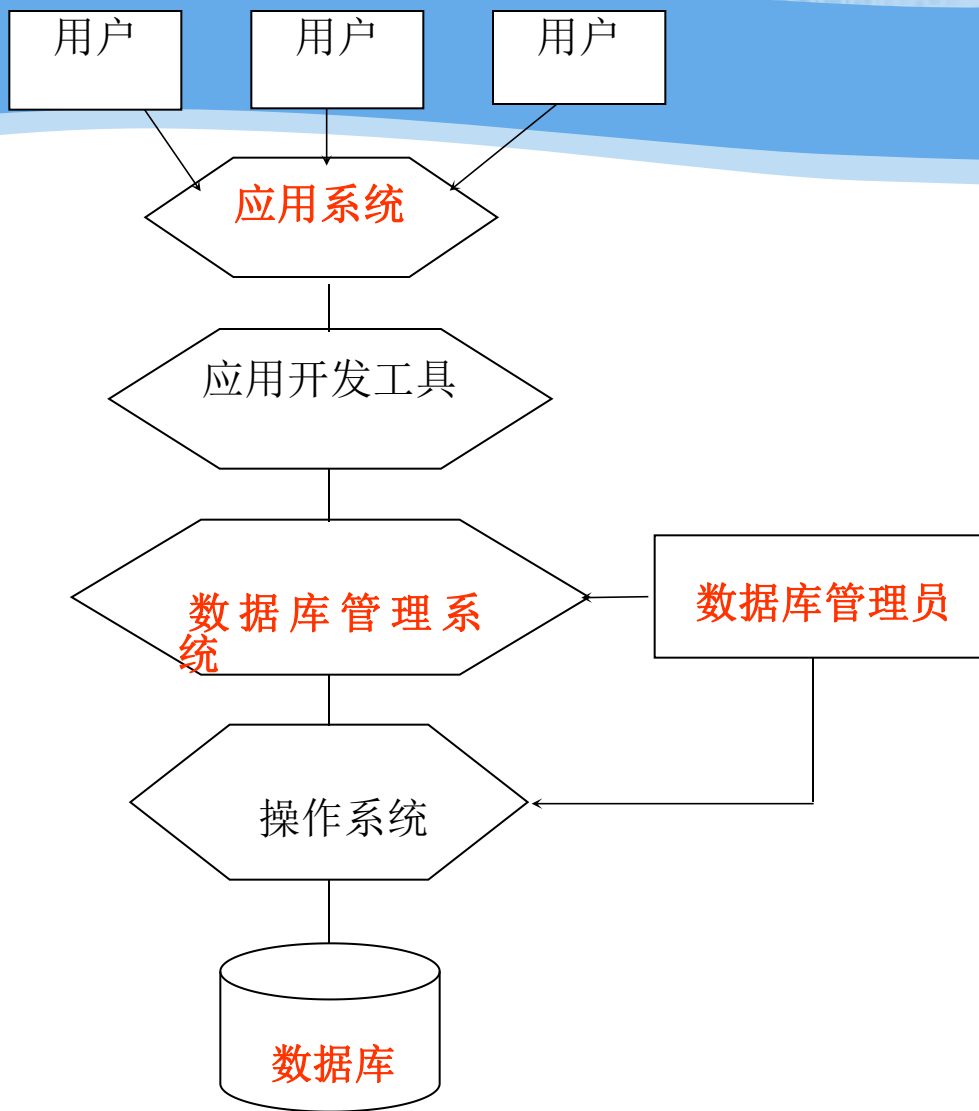 用户
用户
用户
应用系统
应用开发工具
数据库管理系
统
数据库管理员
操作系统
数据库